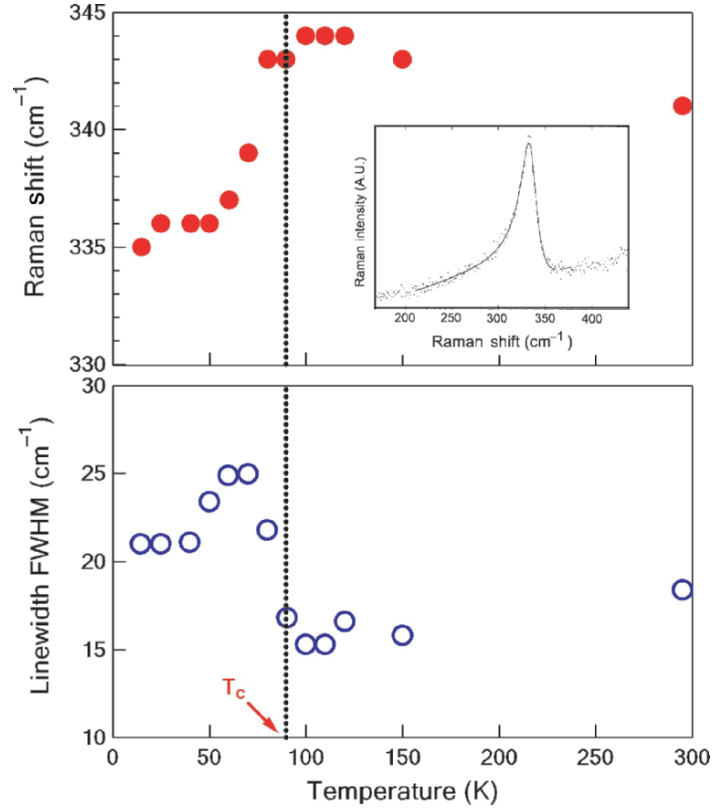 345
340
335
330
Raman shift (cm⁻¹)
Raman intensity (A.U.)
200 250 300 350 400
Raman shift (cm⁻¹)
30
25
20
15
10
Linewidth FWHM (cm⁻¹)
Tc
0 50 100 150 200 250 300
Temperature (K)